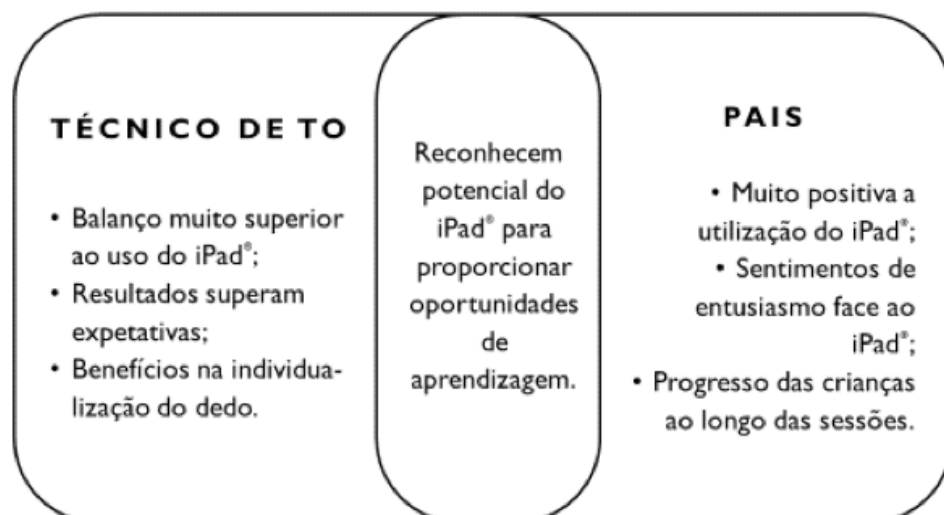 TÉCNICO DE TO
• Balanço muito superior
ao uso do iPad®;
• Resultados superam
expetativas;
• Benefícios na individua-
lização do dedo.
Reconhecem
potencial do
iPad® para
proporcionar
oportunidades
de
aprendizagem.
PAIS
• Muito positiva a
utilização do iPad®;
• Sentimentos de
entusiasmo face ao
iPad®;
• Progresso das crianças
ao longo das sessões.